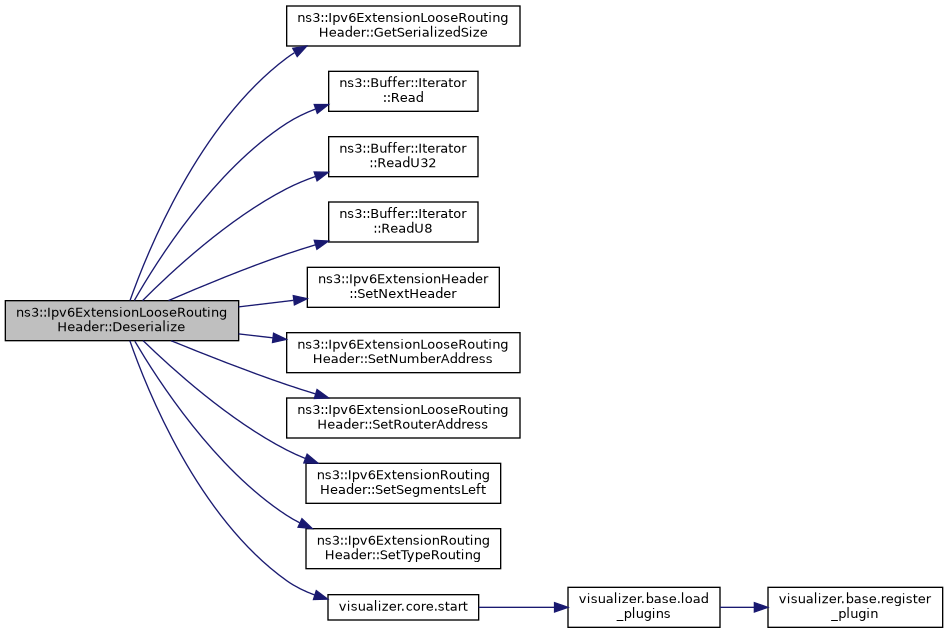 ns3::Ipv6ExtensionLooseRouting
Header::GetSerializedSize
ns3::Buffer::Iterator
::Read
ns3::Buffer::Iterator
::ReadU32
ns3::Buffer::Iterator
::ReadU8
ns3::Ipv6ExtensionHeader
::SetNextHeader
ns3::Ipv6ExtensionLooseRouting
Header::Deserialize
ns3::Ipv6ExtensionLooseRouting
Header::SetNumberAddress
ns3::Ipv6ExtensionLooseRouting
Header::SetRouterAddress
ns3::Ipv6ExtensionRouting
Header::SetSegmentsLeft
ns3::Ipv6ExtensionRouting
Header::SetTypeRouting
visualizer.core.start
visualizer.base.load
_plugins
visualizer.base.register
_plugin